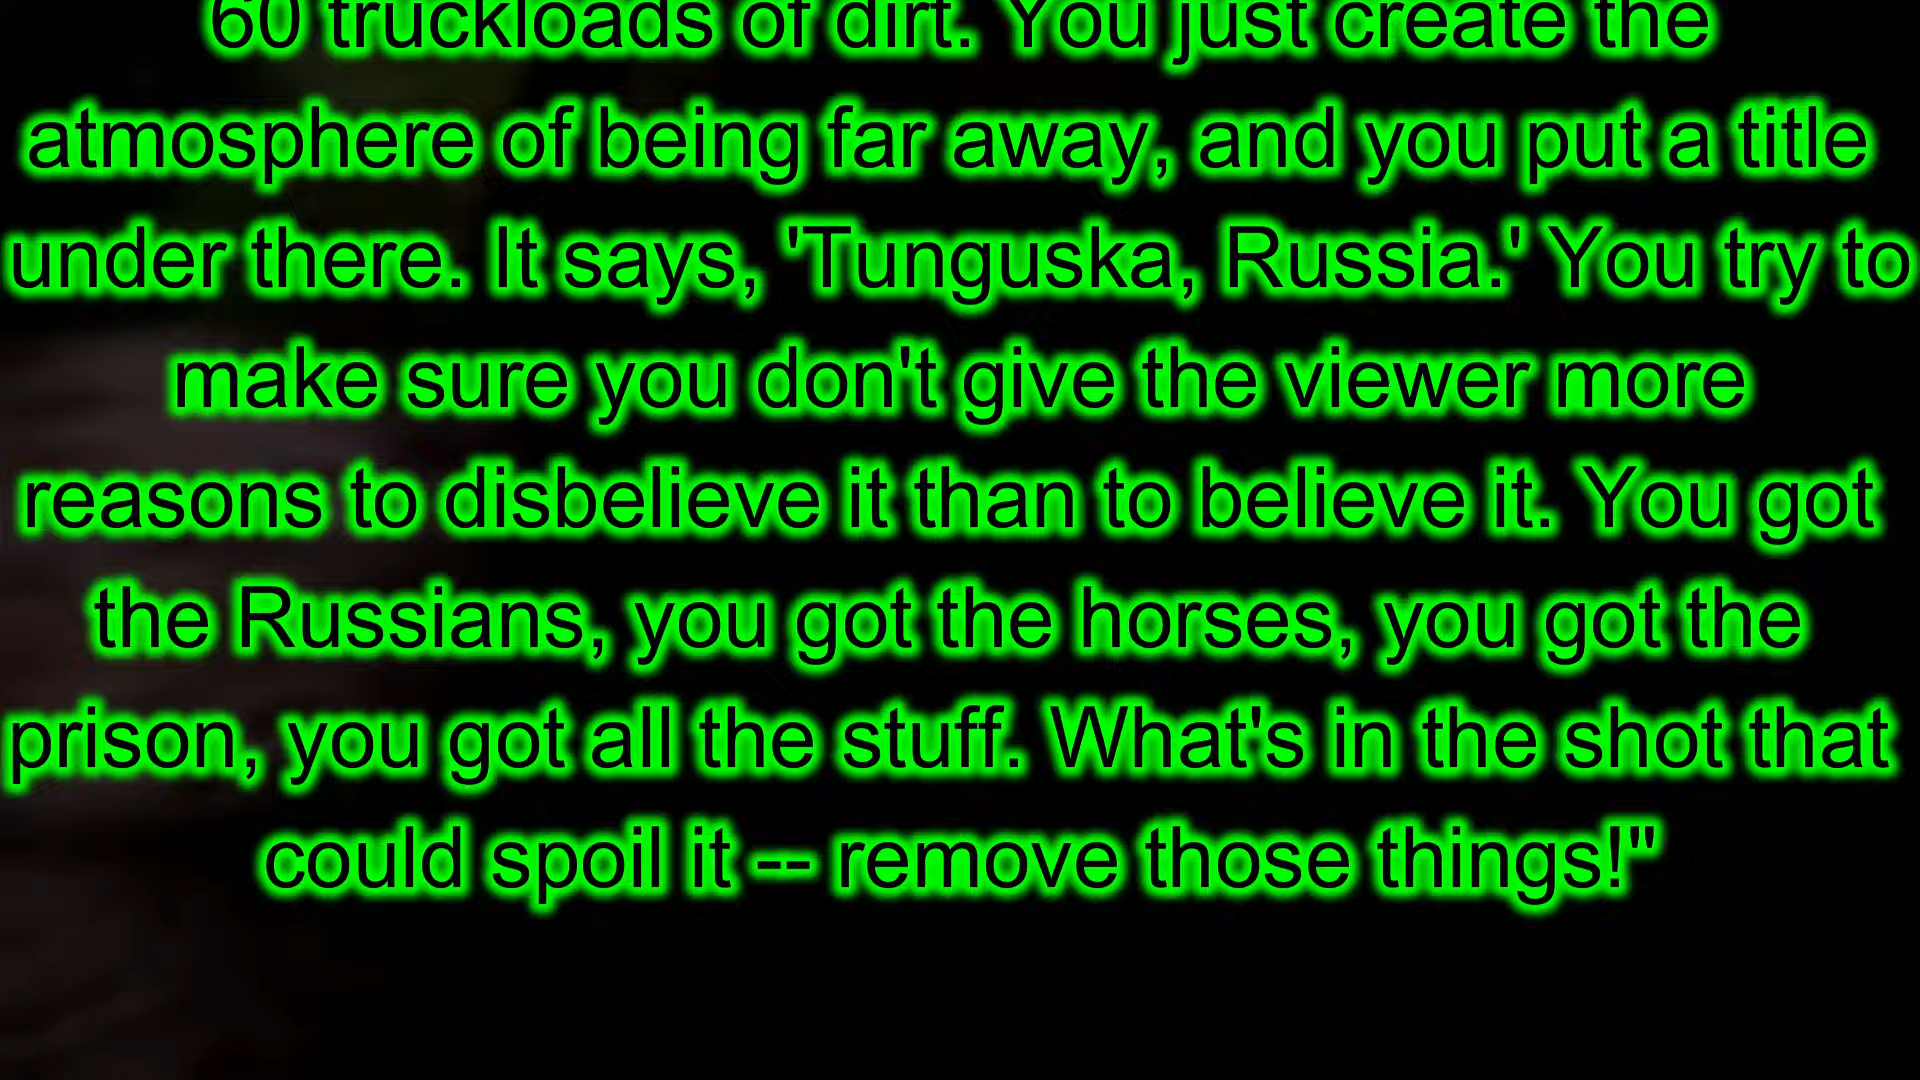 60 truckloads of dirt. You just create the
atmosphere of being far away, and you put a title
under there. It says, 'Tunguska, Russia.' You try to
make sure you don't give the viewer more
reasons to disbelieve it than to believe it. You got
the Russians, you got the horses, you got the
prison, you got all the stuff. What's in the shot that
could spoil it -- remove those things!"